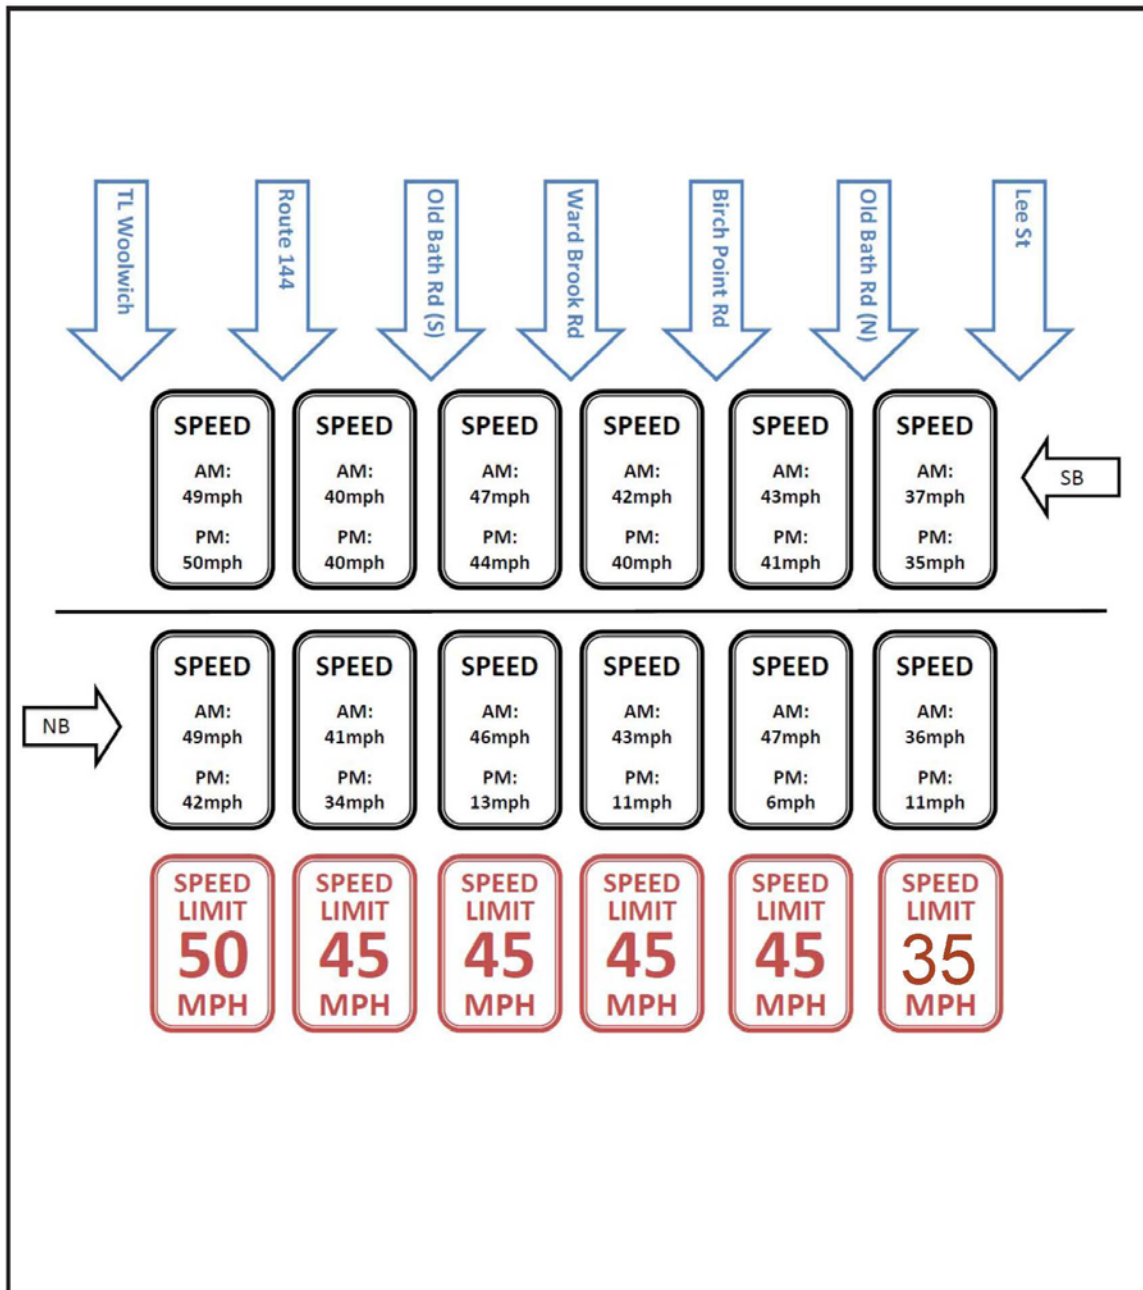 TL Woolwich
Route 144
Old Bath Rd (S)
Ward Brook Rd
Birch Point Rd
Old Bath Rd (N)
Lee St
SPEED
AM:
49mph
PM:
50mph
SPEED
AM:
40mph
PM:
40mph
SPEED
AM:
47mph
PM:
44mph
SPEED
AM:
42mph
PM:
40mph
SPEED
AM:
43mph
PM:
41mph
SPEED
AM:
37mph
PM:
35mph
SB
NB
SPEED
AM:
49mph
PM:
42mph
SPEED
AM:
41mph
PM:
34mph
SPEED
AM:
46mph
PM:
13mph
SPEED
AM:
43mph
PM:
11mph
SPEED
AM:
47mph
PM:
6mph
SPEED
AM:
36mph
PM:
11mph
SPEED
LIMIT
50
MPH
SPEED
LIMIT
45
MPH
SPEED
LIMIT
45
MPH
SPEED
LIMIT
45
MPH
SPEED
LIMIT
45
MPH
SPEED
LIMIT
35
MPH